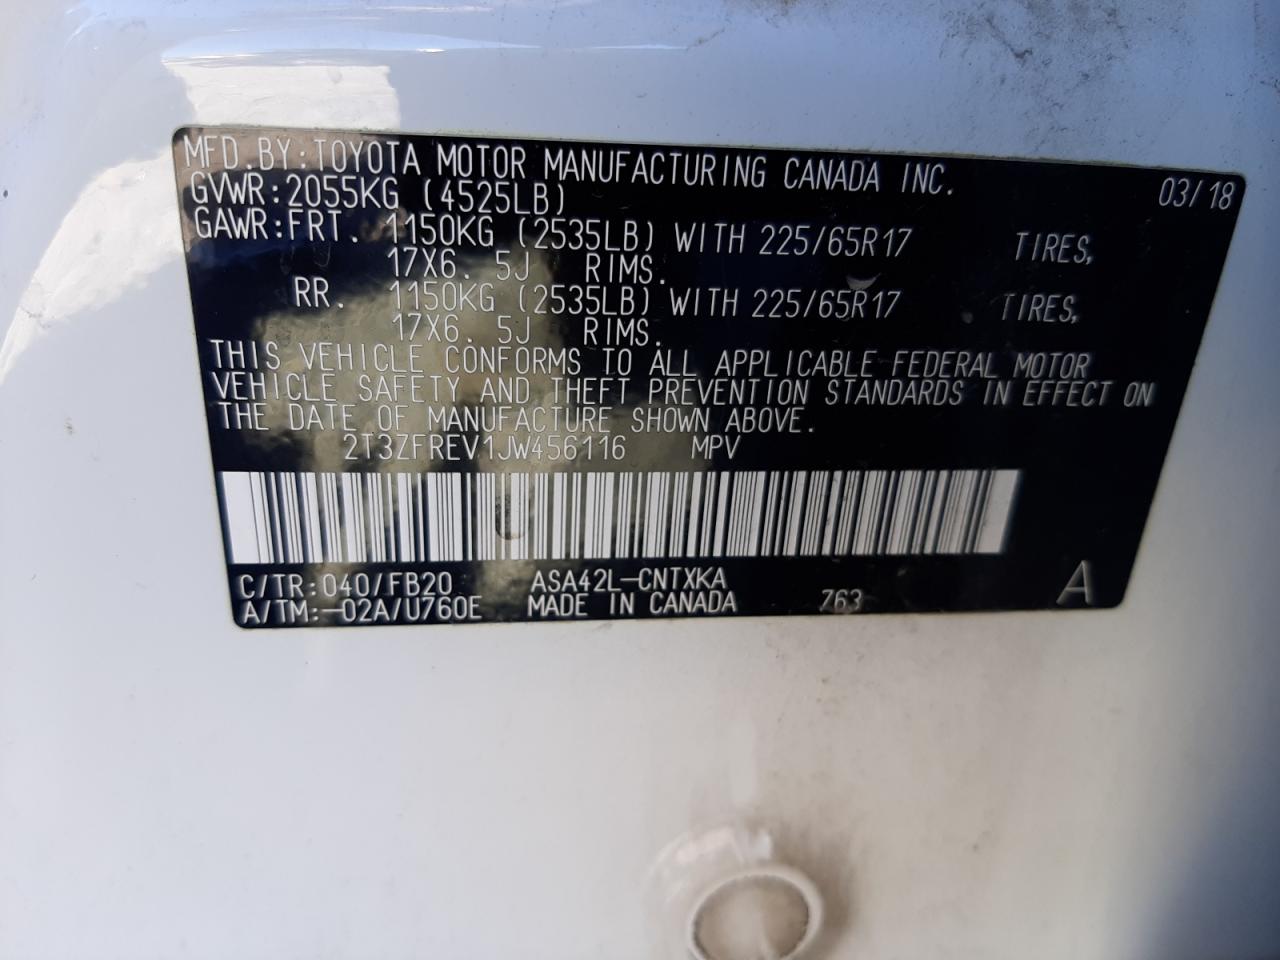 MFD.BY:TOYOTA MOTOR MANUFACTURING CANADA INC. 03/18
GVWR:2055KG (4525LB)
GAWR:FRT. 1150KG (2535LB) WITH 225/65R17 TIRES,
17X6. 5J RIMS.
RR. 1150KG (2535LB) WITH 225/65R17 TIRES,
17X6. 5J RIMS.
THIS VEHICLE CONFORMS TO ALL APPLICABLE FEDERAL MOTOR
VEHICLE SAFETY AND THEFT PREVENTION STANDARDS IN EFFECT ON
THE DATE OF MANUFACTURE SHOWN ABOVE.
2T3ZFREV1JW456116 MPV
C/TR:040/FB20 ASA42L-CNTXKA
A/TM:-02A/U760E MADE IN CANADA 763 A